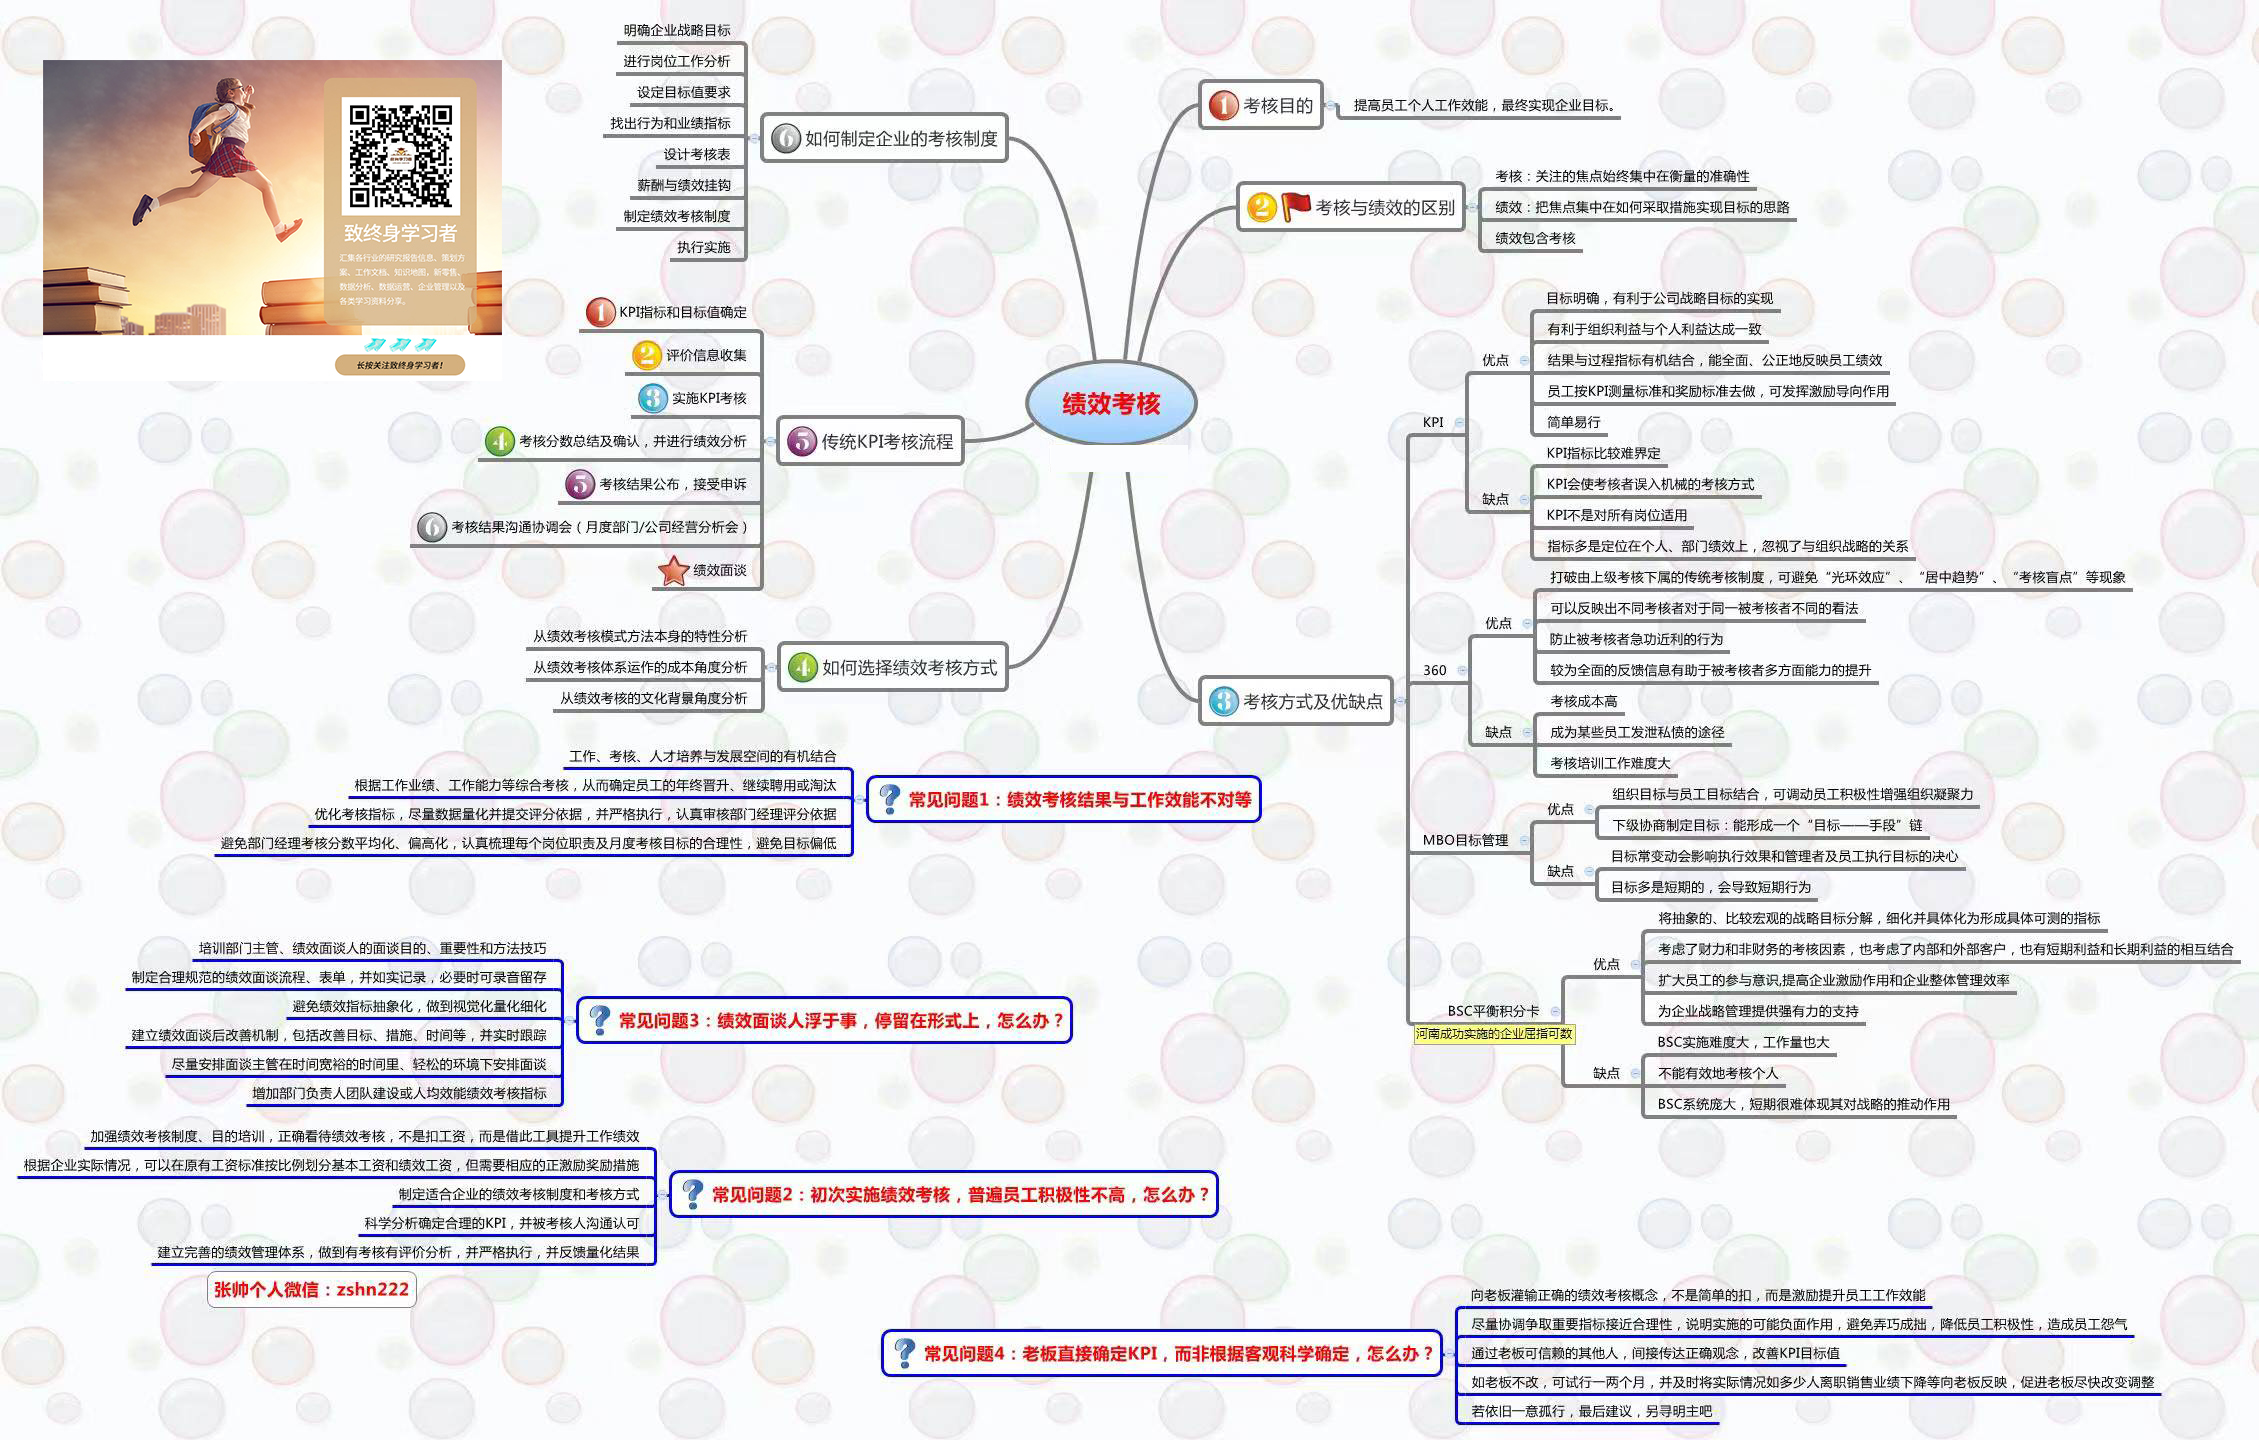 绩效考核
1 考核目的
提高员工个人工作效能，最终实现企业目标。
2 考核与绩效的区别
考核：关注的焦点始终集中在衡量的准确性
绩效：把焦点集中在如何采取措施实现目标的思路
绩效包含考核
3 考核方式及优缺点
KPI
优点
目标明确，有利于公司战略目标的实现
有利于组织利益与个人利益达成一致
结果与过程指标有机结合，能全面、公正地反映员工绩效
员工按KPI测量标准和奖励标准去做，可发挥激励导向作用
简单易行
缺点
KPI指标比较难界定
KPI会使考核者误入机械的考核方式
KPI不是对所有岗位适用
指标多是定位在个人、部门绩效上，忽视了与组织战略的关系
360
优点
打破由上级考核下属的传统考核制度，可避免“光环效应”、“居中趋势”、“考核盲点”等现象
可以反映出不同考核者对于同一被考核者不同的看法
防止被考核者急功近利的行为
较为全面的反馈信息有助于被考核者多方面能力的提升
缺点
考核成本高
成为某些员工发泄私愤的途径
考核培训工作难度大
MBO目标管理
优点
组织目标与员工目标结合，可调动员工积极性增强组织凝聚力
下级协商制定目标：能形成一个“目标——手段”链
缺点
目标常变动会影响执行效果和管理者及员工执行目标的决心
目标多是短期的，会导致短期行为
BSC平衡积分卡
河南成功实施的企业屈指可数
优点
将抽象的、比较宏观的战略目标分解，细化并具体化为形成具体可测的指标
考虑了财力和非财务的考核因素，也考虑了内部和外部客户，也有短期利益和长期利益的相互结合
扩大员工的参与意识,提高企业激励作用和企业整体管理效率
为企业战略管理提供强有力的支持
缺点
BSC实施难度大，工作量也大
不能有效地考核个人
BSC系统庞大，短期很难体现其对战略的推动作用
4 如何选择绩效考核方式
从绩效考核模式方法本身的特性分析
从绩效考核体系运作的成本角度分析
从绩效考核的文化背景角度分析
5 传统KPI考核流程
1 KPI指标和目标值确定
2 评价信息收集
3 实施KPI考核
4 考核分数总结及确认，并进行绩效分析
5 考核结果公布，接受申诉
6 考核结果沟通协调会（月度部门/公司经营分析会）
绩效面谈
6 如何制定企业的考核制度
明确企业战略目标
进行岗位工作分析
设定目标值要求
找出行为和业绩指标
设计考核表
薪酬与绩效挂钩
制定绩效考核制度
执行实施
致终身学习者
汇集各行业的研究报告信息、策划方
案、工作文档、知识地图，新零售、
数据分析、数据运营、企业管理以及
各类学习资料分享。
长按关注致终身学习者！
? 常见问题1：绩效考核结果与工作效能不对等
工作、考核、人才培养与发展空间的有机结合
根据工作业绩、工作能力等综合考核，从而确定员工的年终晋升、继续聘用或淘汰
优化考核指标，尽量数据量化并提交评分依据，并严格执行，认真审核部门经理评分依据
避免部门经理考核分数平均化、偏高化，认真梳理每个岗位职责及月度考核目标的合理性，避免目标偏低
? 常见问题3：绩效面谈人浮于事，停留在形式上，怎么办？
培训部门主管、绩效面谈人的面谈目的、重要性和方法技巧
制定合理规范的绩效面谈流程、表单，并如实记录，必要时可录音留存
避免绩效指标抽象化，做到视觉化量化细化
建立绩效面谈后改善机制，包括改善目标、措施、时间等，并实时跟踪
尽量安排面谈主管在时间宽裕的时间里、轻松的环境下安排面谈
增加部门负责人团队建设或人均效能绩效考核指标
? 常见问题2：初次实施绩效考核，普遍员工积极性不高，怎么办？
加强绩效考核制度、目的培训，正确看待绩效考核，不是扣工资，而是借此工具提升工作绩效
根据企业实际情况，可以在原有工资标准按比例划分基本工资和绩效工资，但需要相应的正激励奖励措施
制定适合企业的绩效考核制度和考核方式
科学分析确定合理的KPI，并被考核人沟通认可
建立完善的绩效管理体系，做到有考核有评价分析，并严格执行，并反馈量化结果
张帅个人微信：zshn222
? 常见问题4：老板直接确定KPI，而非根据客观科学确定，怎么办？
向老板灌输正确的绩效考核概念，不是简单的扣，而是激励提升员工工作效能
尽量协调争取重要指标接近合理性，说明实施的可能负面作用，避免弄巧成拙，降低员工积极性，造成员工怨气
通过老板可信赖的其他人，间接传达正确观念，改善KPI目标值
如老板不改，可试行一两个月，并及时将实际情况如多少人离职销售业绩下降等向老板反映，促进老板尽快改变调整
若依旧一意孤行，最后建议，另寻明主吧